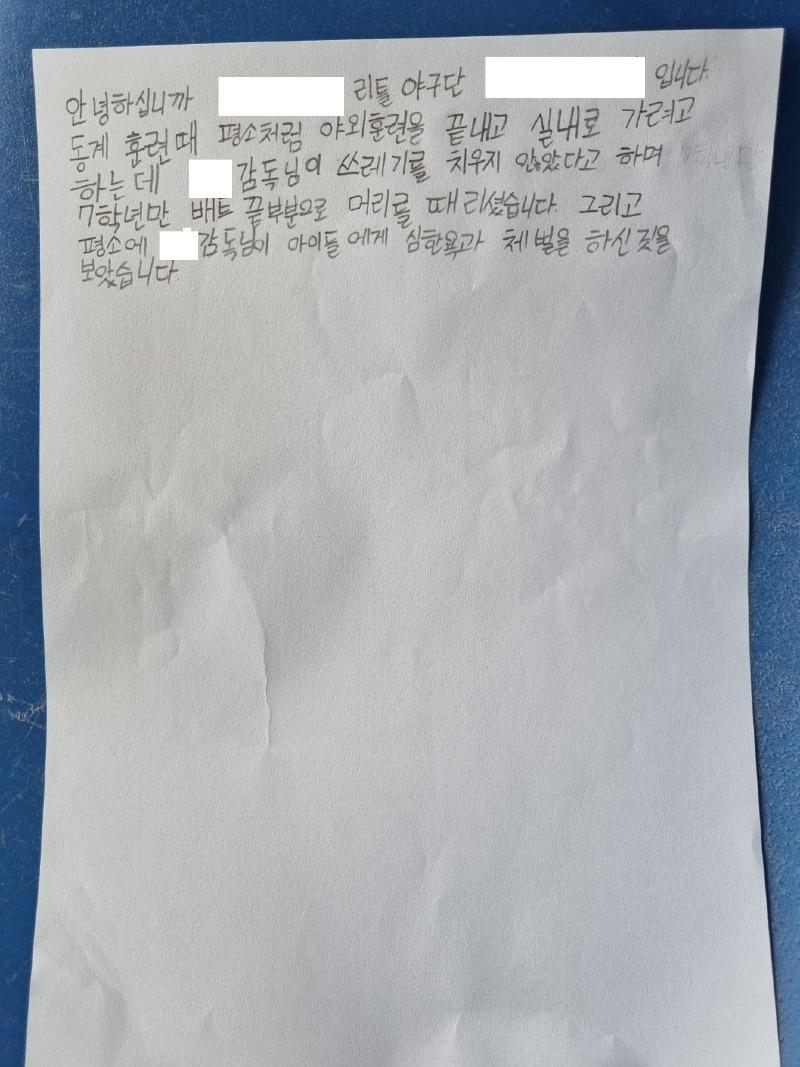 안녕하십니까 리틀 야구단 입니다.
동계 훈련때 평소처럼 야외훈련을 끝내고 실내로 가려고
하는데 감독님이 쓰레기를 치우지 않았다고 하며
7학년만 배트 끝부분으로 머리를 때리셨습니다. 그리고
평소에 감독님이 아이들에게 심한욕과 체벌을 하신 짓을
보았습니다.